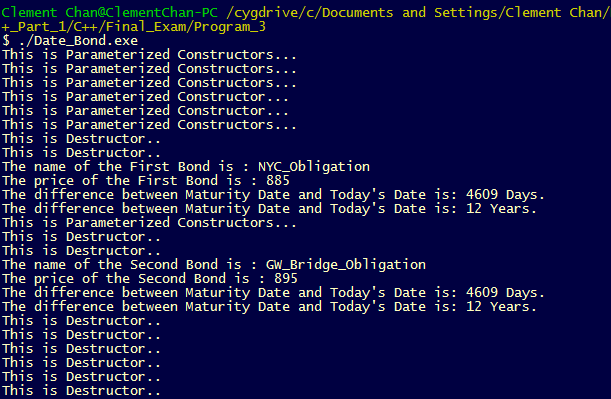 Clement Chan@ClementChan-PC /cygdrive/c/Documents and Settings/Clement Chan/
+_Part_1/C++/Final_Exam/Program_3
$ ./Date_Bond.exe
This is Parameterized Constructors...
This is Parameterized Constructors...
This is Parameterized Constructors...
This is Parameterized Constructor...
This is Parameterized Constructor...
This is Parameterized Constructors...
This is Destructor..
This is Destructor..
The name of the First Bond is : NYC_Obligation
The price of the First Bond is : 885
The difference between Maturity Date and Today's Date is: 4609 Days.
The difference between Maturity Date and Today's Date is: 12 Years.
This is Parameterized Constructors...
This is Destructor..
This is Destructor..
The name of the Second Bond is : GW_Bridge_Obligation
The price of the Second Bond is : 895
The difference between Maturity Date and Today's Date is: 4609 Days.
The difference between Maturity Date and Today's Date is: 12 Years.
This is Destructor..
This is Destructor..
This is Destructor..
This is Destructor..
This is Destructor..
This is Destructor..